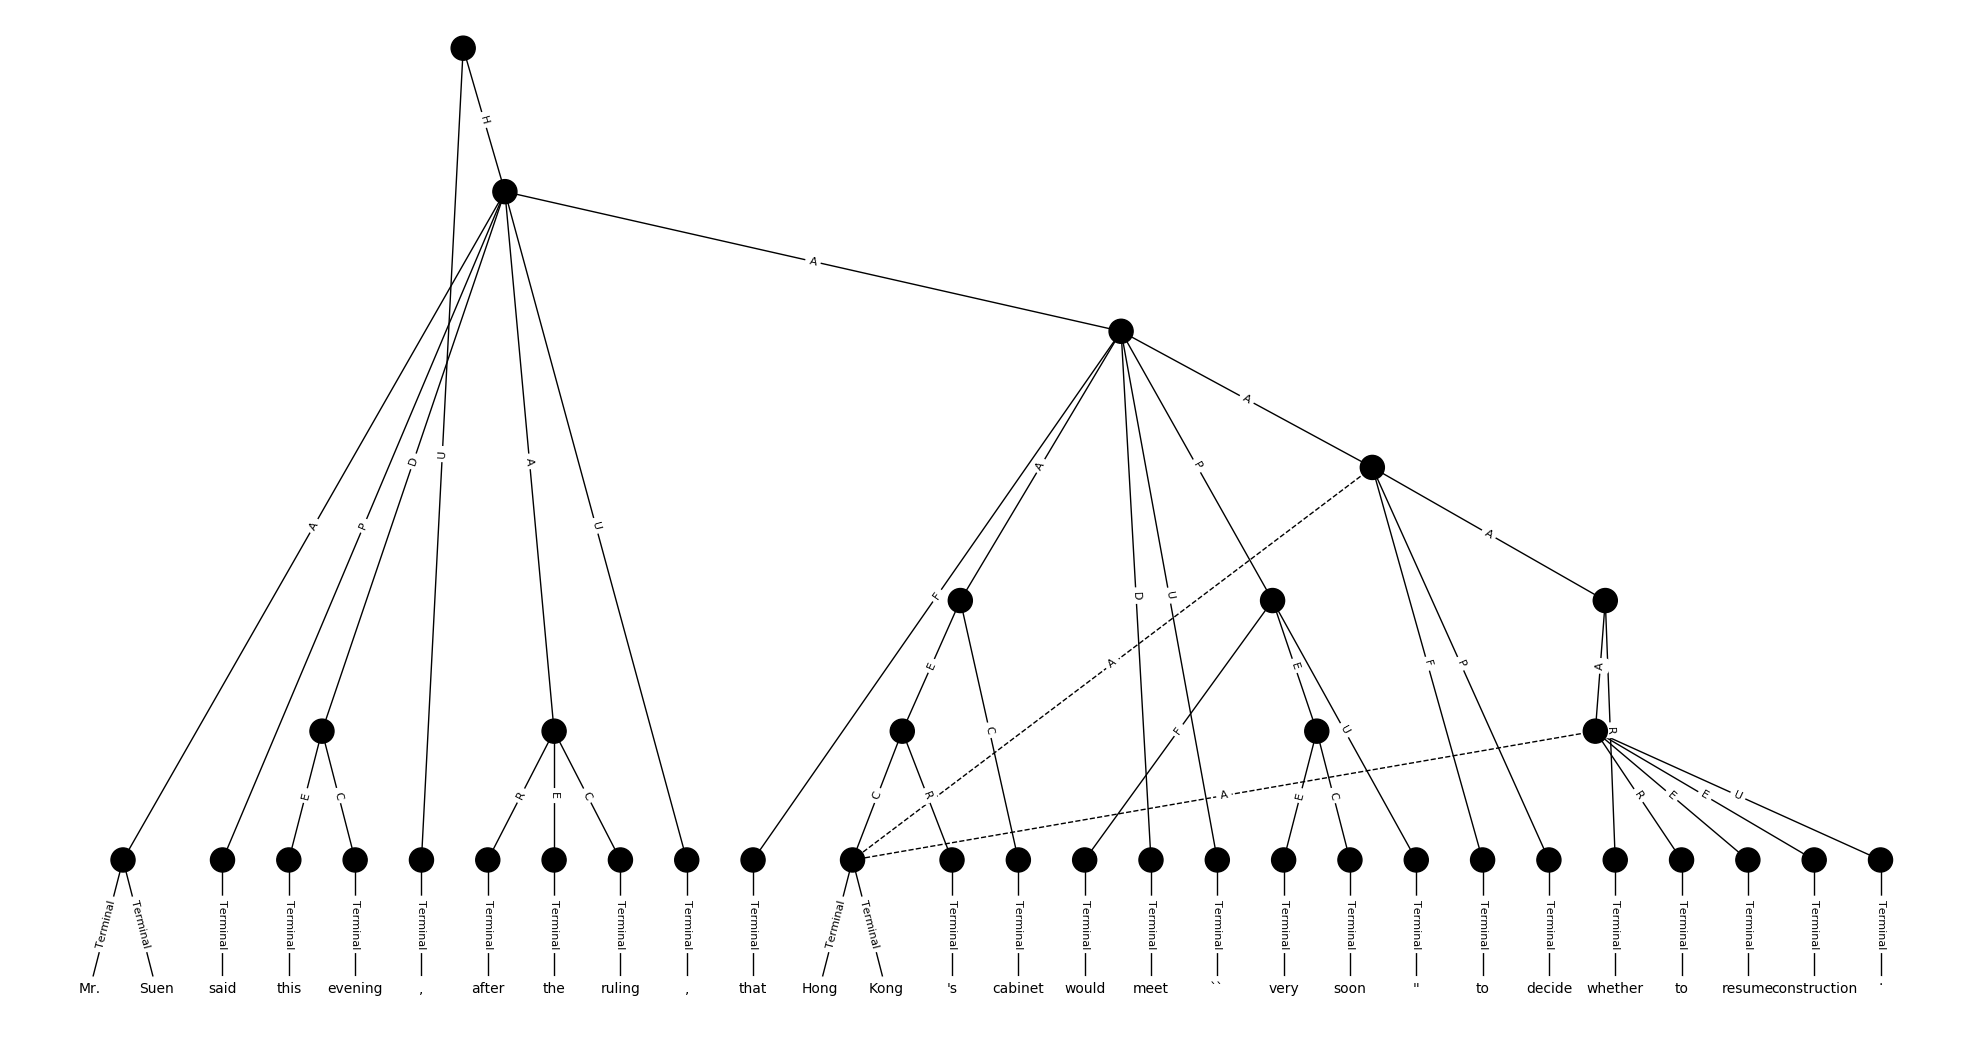 H
A
A
A
P
D
U
A
U
A
P
A
F
D
U
A
E
A
E
F
P
A
C
F
U
R
E
C
R
E
C
C
R
A
E
C
R
E
E
U
Terminal Terminal Terminal Terminal Terminal Terminal Terminal Terminal Terminal Terminal Terminal Terminal Terminal Terminal Terminal Terminal Terminal Terminal Terminal Terminal Terminal Terminal Terminal Terminal Terminal Terminal Terminal Terminal
Mr. Suen said this evening , after the ruling , that Hong Kong 's cabinet would meet `` very soon " to decide whether to resume construction .